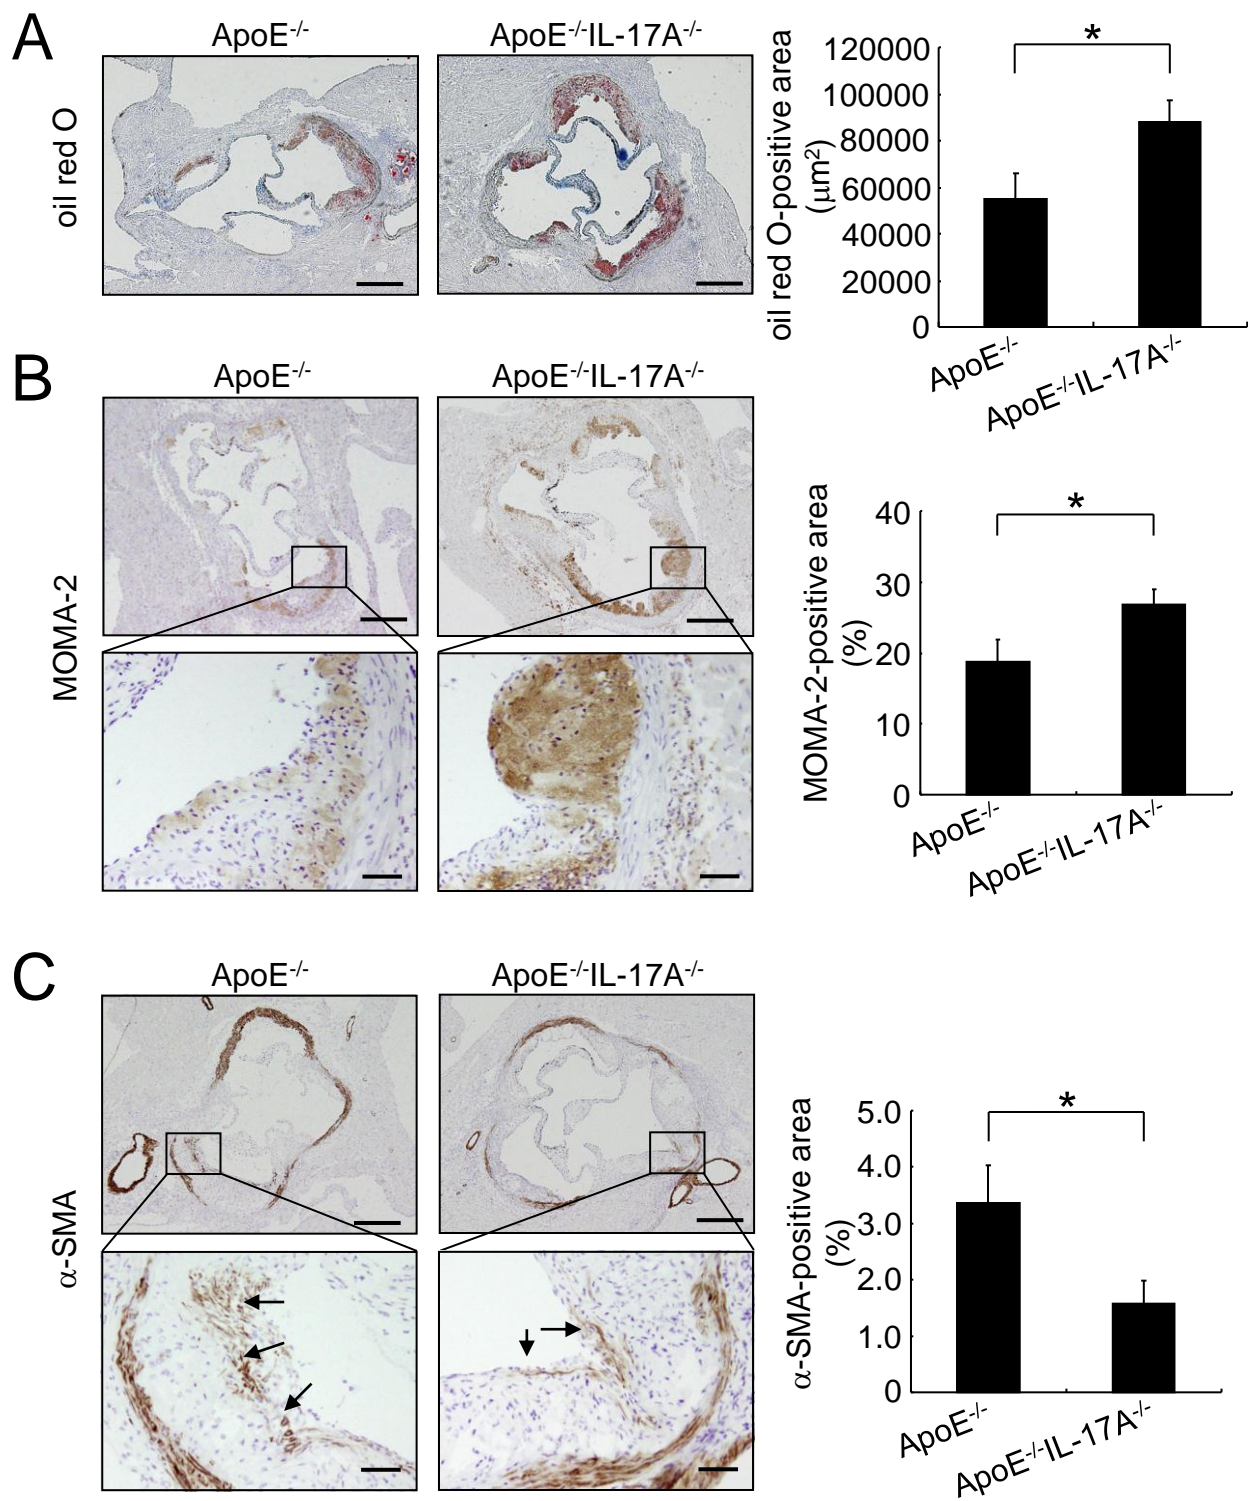 A
ApoE-/-
ApoE-/-IL-17A-/-
oil red O
oil red O-positive area
(μm2)
120000
100000
80000
60000
40000
20000
0
*
ApoE-/-
ApoE-/-IL-17A-/-
B
ApoE-/-
ApoE-/-IL-17A-/-
MOMA-2
MOMA-2-positive area
(%)
40
30
20
10
0
*
ApoE-/-
ApoE-/-IL-17A-/-
C
ApoE-/-
ApoE-/-IL-17A-/-
α-SMA
α-SMA-positive area
(%)
5.0
4.0
3.0
2.0
1.0
0
*
ApoE-/-
ApoE-/-IL-17A-/-